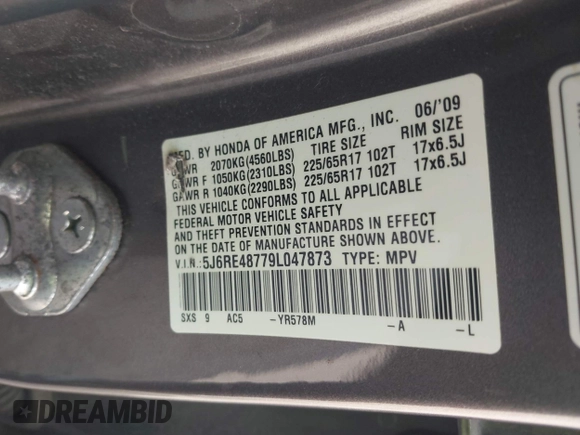 MFD. BY HONDA OF AMERICA MFG., INC. 06/'09
GVWR 2070KG(4560LBS) TIRE SIZE RIM SIZE
GAWR F 1050KG(2310LBS) 225/65R17 102T 17x6.5J
GAWR R 1040KG(2290LBS) 225/65R17 102T 17x6.5J
THIS VEHICLE CONFORMS TO ALL APPLICABLE
FEDERAL MOTOR VEHICLE SAFETY
AND THEFT PREVENTION STANDARDS IN EFFECT
ON THE DATE OF MANUFACTURE SHOWN ABOVE.
V.I.N.:5J6RE48779L047873 TYPE: MPV
SXS 9 AC5 -YR578M -A -L
DREAMBID